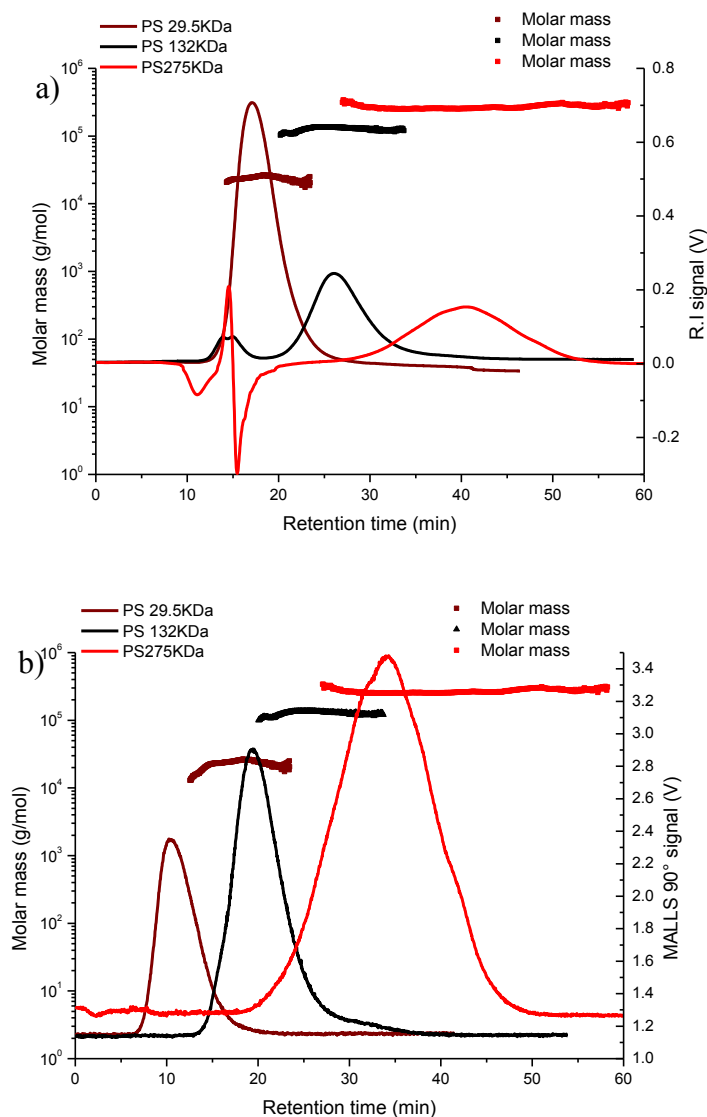 PS 29.5KDa
PS 132KDa
PS275KDa
Molar mass
Molar mass
Molar mass
a)
10⁶
10⁵
10⁴
10³
10²
10¹
10⁰
Molar mass (g/mol)
0.8
0.6
0.4
0.2
0.0
-0.2
R.I signal (V)
0 10 20 30 40 50 60
Retention time (min)
PS 29.5KDa
PS 132KDa
PS275KDa
Molar mass
Molar mass
Molar mass
b)
10⁶
10⁵
10⁴
10³
10²
10¹
10⁰
Molar mass (g/mol)
3.4
3.2
3.0
2.8
2.6
2.4
2.2
2.0
1.8
1.6
1.4
1.2
1.0
MALLS 90° signal (V)
0 10 20 30 40 50 60
Retention time (min)